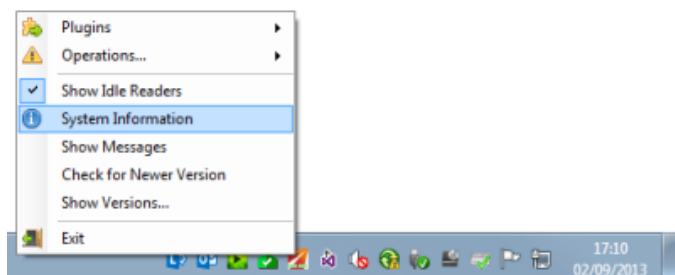 Plugins
Operations...
Show Idle Readers
System Information
Show Messages
Check for Newer Version
Show Versions...
Exit
17:10
02/09/2013